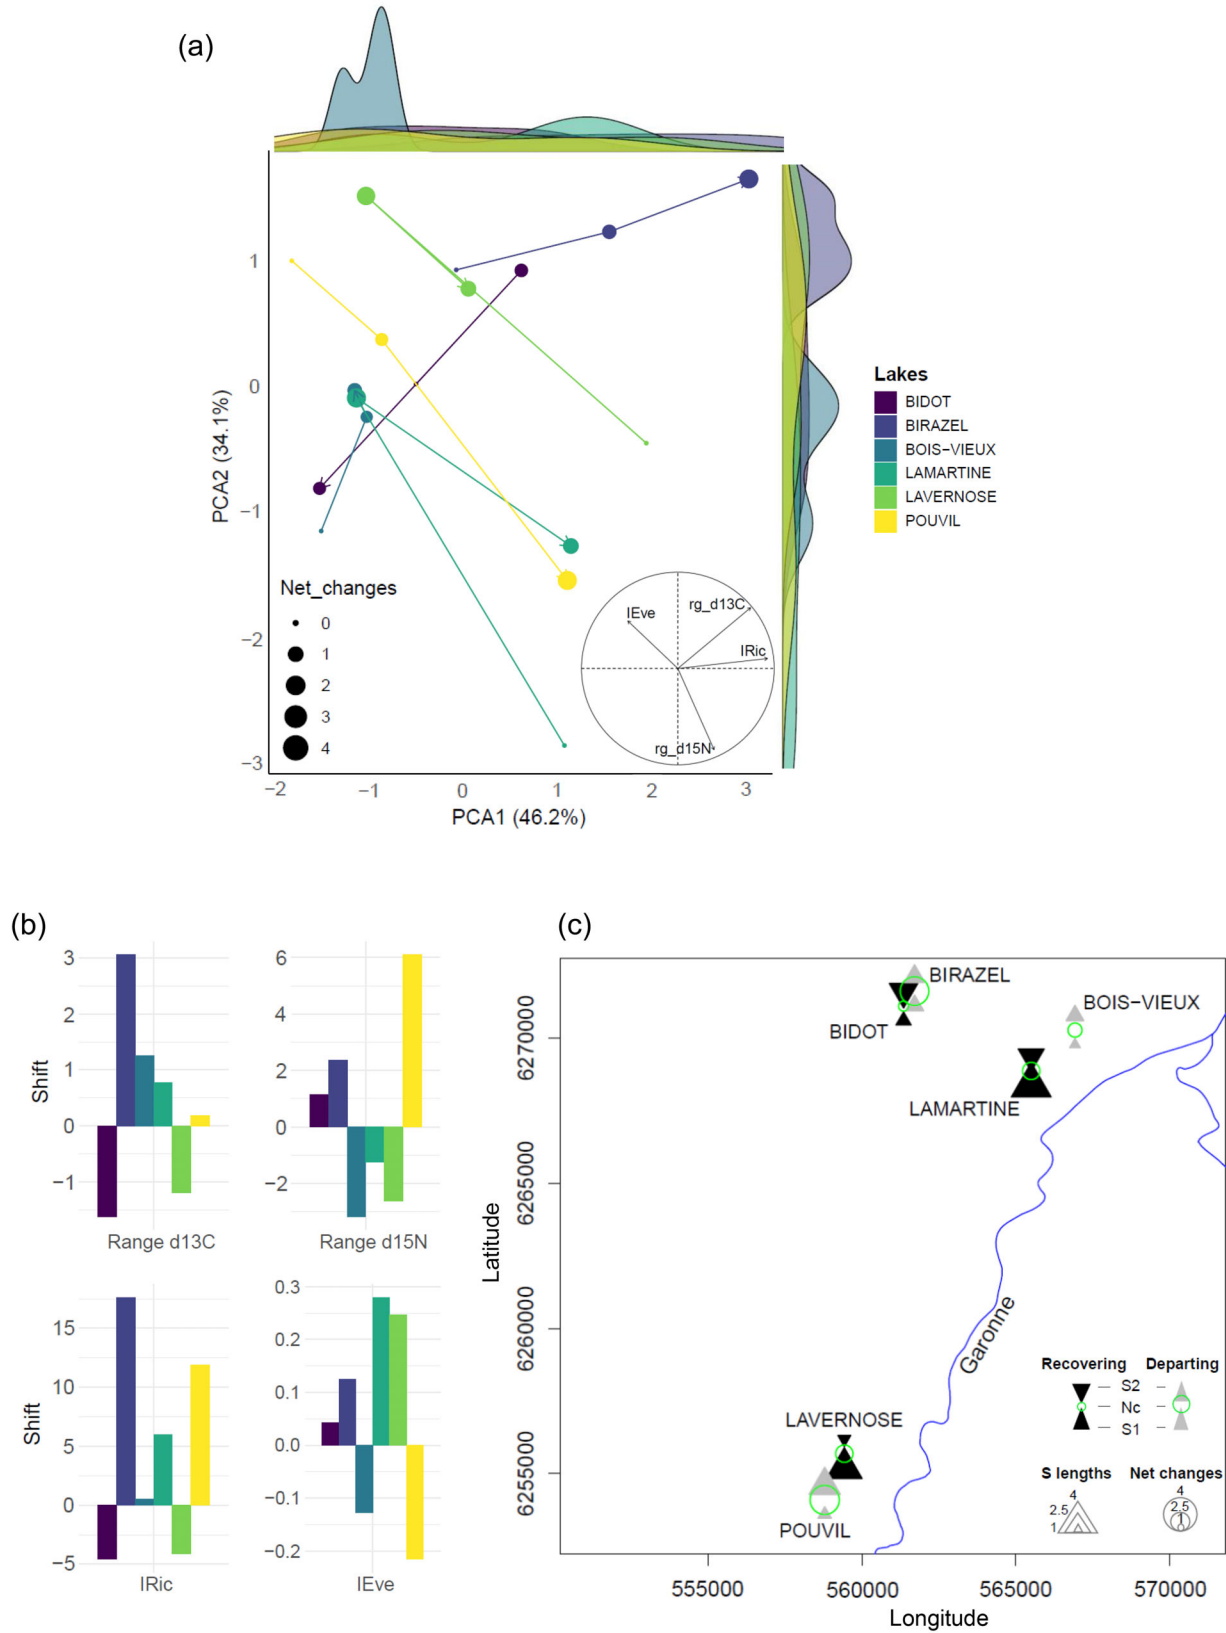 (a)
PCA2 (34.1%)
1
0
−1
−2
−3
−2
−1
0
1
2
3
PCA1 (46.2%)
Net_changes
0
1
2
3
4
IEve
rg_d13C
IRic
rg_d15N
Lakes
BIDOT
BIRAZEL
BOIS−VIEUX
LAMARTINE
LAVERNOSE
POUVIL
(b)
Shift
3
2
1
0
−1
Range d13C
6
4
2
0
−2
Range d15N
Shift
15
10
5
0
−5
IRic
0.3
0.2
0.1
0.0
−0.1
−0.2
IEve
(c)
Latitude
6270000
6265000
6260000
6255000
BIRAZEL
BIDOT
BOIS−VIEUX
LAMARTINE
Garonne
LAVERNOSE
POUVIL
Recovering Departing
S2
Nc
S1
S lengths Net changes
4
2.5
1
4
2.5
1
555000
560000
565000
570000
Longitude